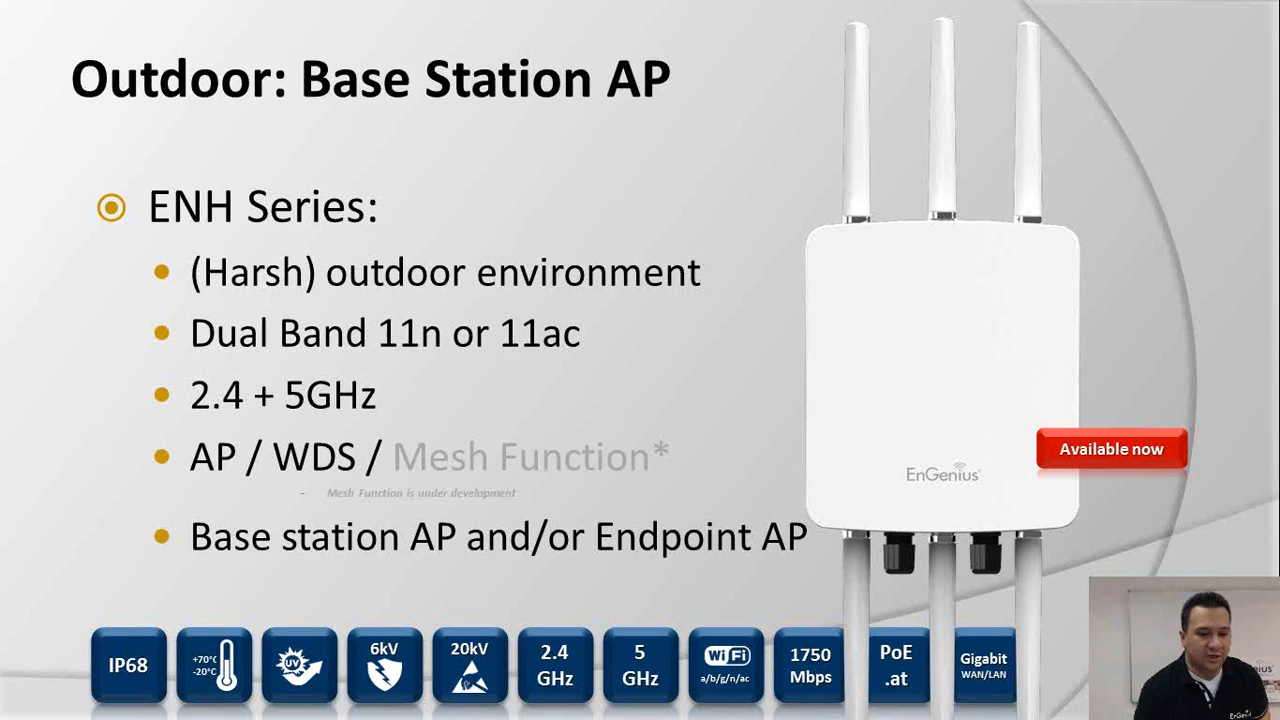 Outdoor: Base Station AP
ENH Series:
(Harsh) outdoor environment
Dual Band 11n or 11ac
2.4 + 5GHz
AP / WDS / Mesh Function*
- Mesh Function is under development
Base station AP and/or Endpoint AP
Available now
EnGenius
IP68
+70°C
-20°C
UV
6kV
20kV
2.4
GHz
5
GHz
WiFi
a/b/g/n/ac
1750
Mbps
PoE
.at
Gigabit
WAN/LAN
EnGenius